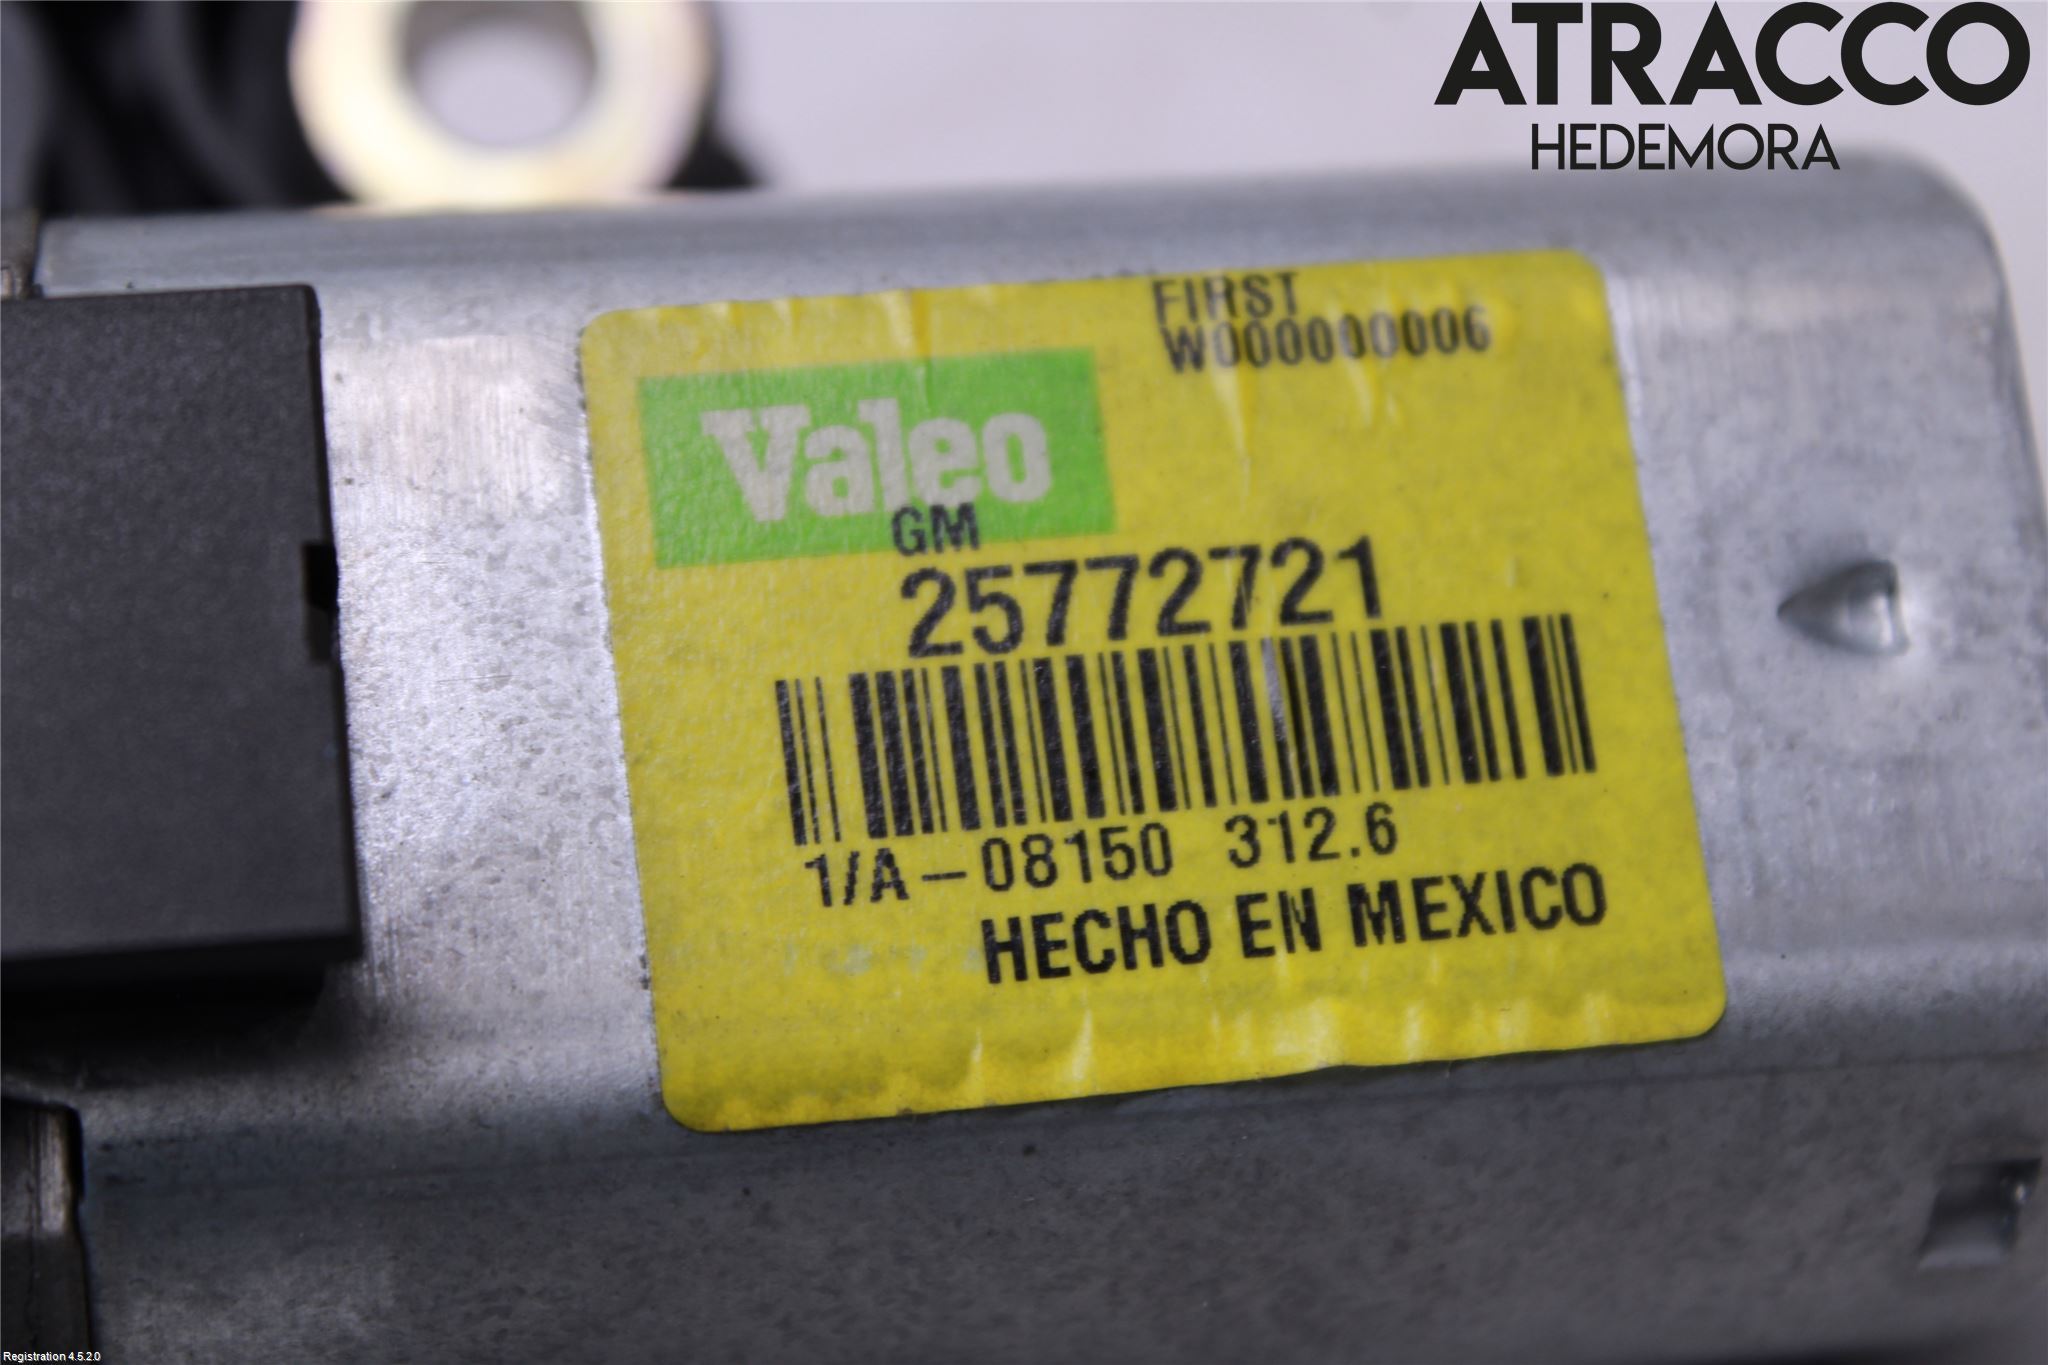 ATRACCO
HEDEMORA
FIRST
W000000006
Valeo
GM
25772721
1/A-08150 312.6
HECHO EN MEXICO
Registration 4.5.2.0